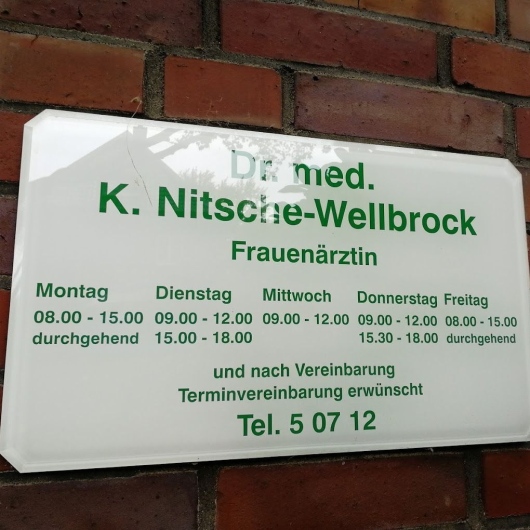 Dr. med.
K. Nitsche-Wellbrock
Frauenärztin
Montag Dienstag Mittwoch Donnerstag Freitag
08.00 - 15.00 09.00 - 12.00 09.00 - 12.00 09.00 - 12.00 08.00 - 15.00
durchgehend 15.00 - 18.00 15.30 - 18.00 durchgehend
und nach Vereinbarung
Terminvereinbarung erwünscht
Tel. 5 07 12